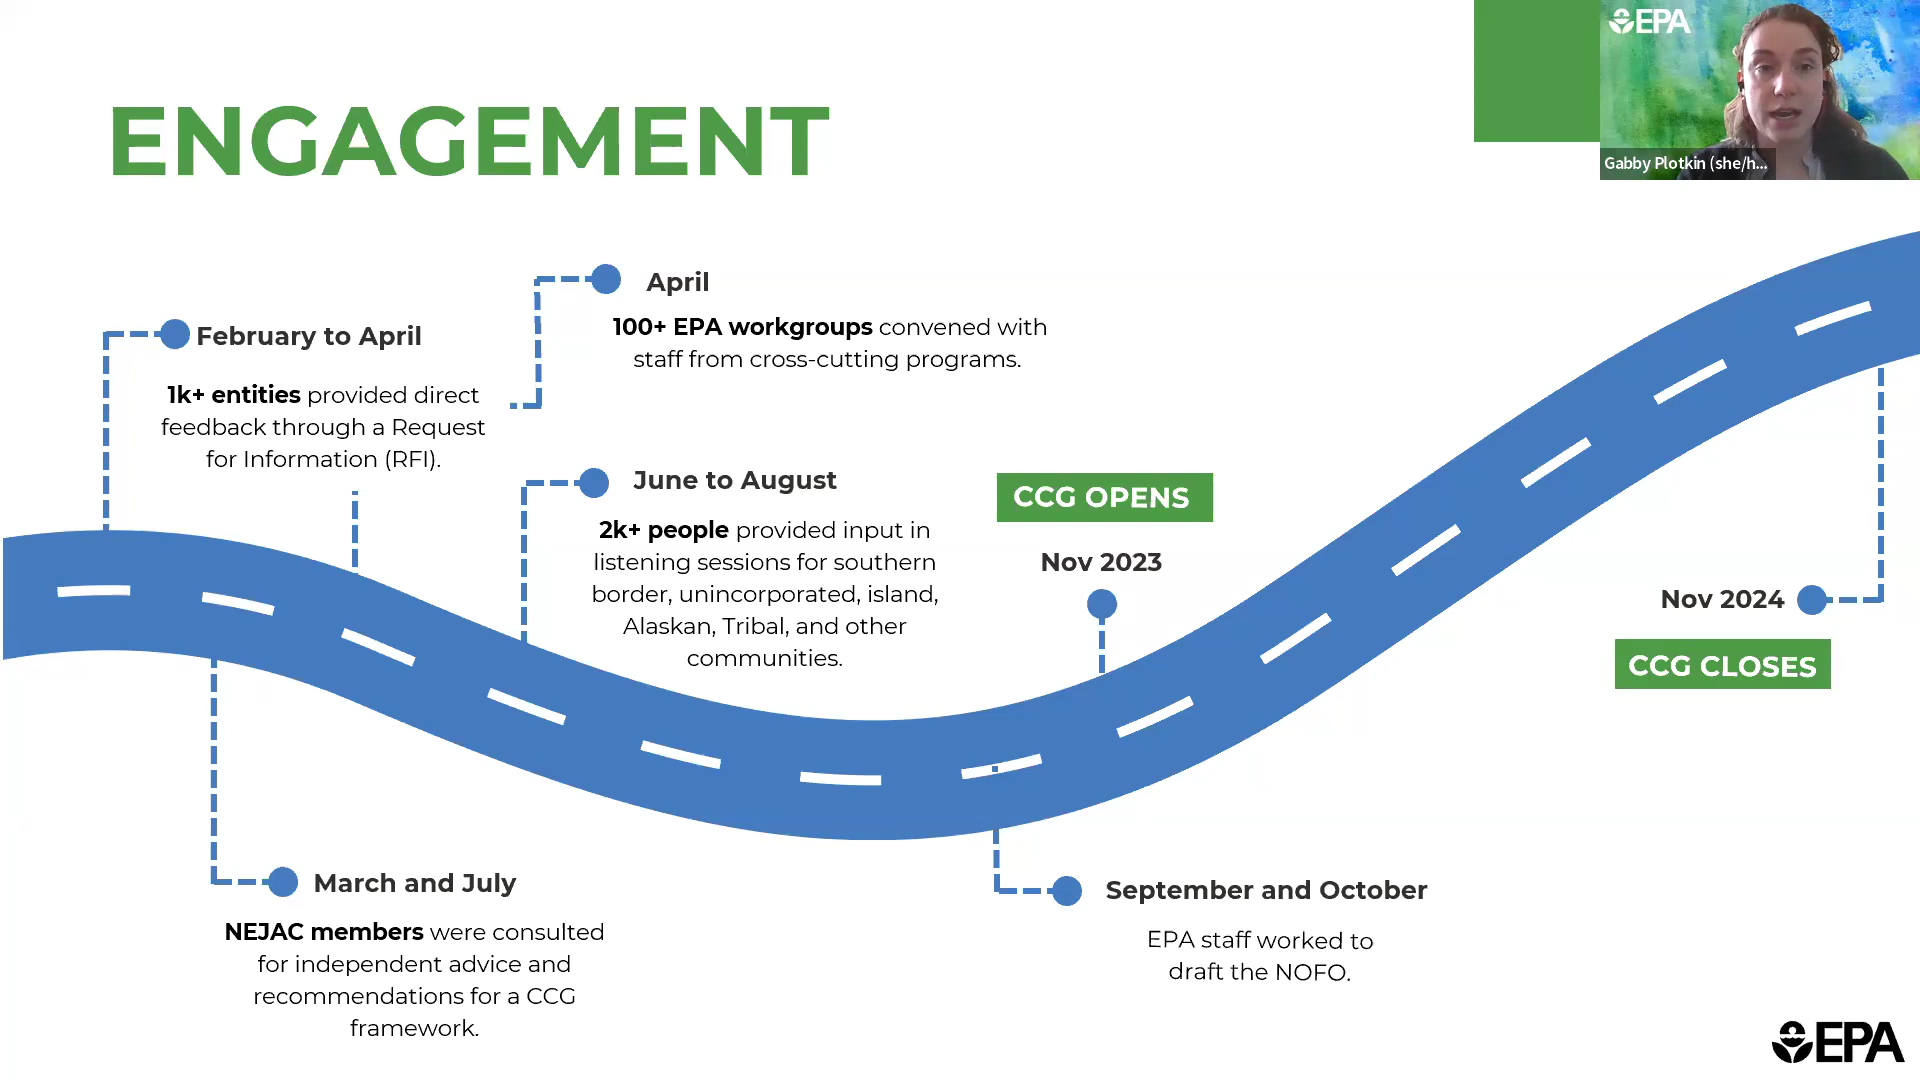 EPA
Gabby Plotkin (she/h...
ENGAGEMENT
February to April
1k+ entities provided direct
feedback through a Request
for Information (RFI).
April
100+ EPA workgroups convened with
staff from cross-cutting programs.
June to August
2k+ people provided input in
listening sessions for southern
border, unincorporated, island,
Alaskan, Tribal, and other
communities.
CCG OPENS
Nov 2023
Nov 2024
CCG CLOSES
March and July
NEJAC members were consulted
for independent advice and
recommendations for a CCG
framework.
September and October
EPA staff worked to
draft the NOFO.
EPA